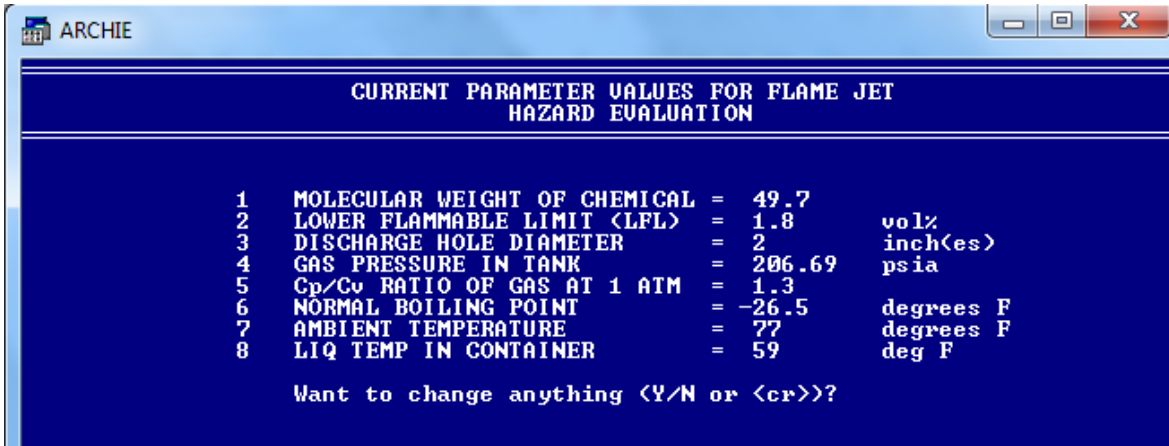 ARCHIE
CURRENT PARAMETER VALUES FOR FLAME JET
HAZARD EVALUATION
1 MOLECULAR WEIGHT OF CHEMICAL = 49.7
2 LOWER FLAMMABLE LIMIT (LFL) = 1.8 vol%
3 DISCHARGE HOLE DIAMETER = 2 inch(es)
4 GAS PRESSURE IN TANK = 206.69 psia
5 Cp/Cv RATIO OF GAS AT 1 ATM = 1.3
6 NORMAL BOILING POINT = -26.5 degrees F
7 AMBIENT TEMPERATURE = 77 degrees F
8 LIQ TEMP IN CONTAINER = 59 deg F
Want to change anything (Y/N or <cr>)?